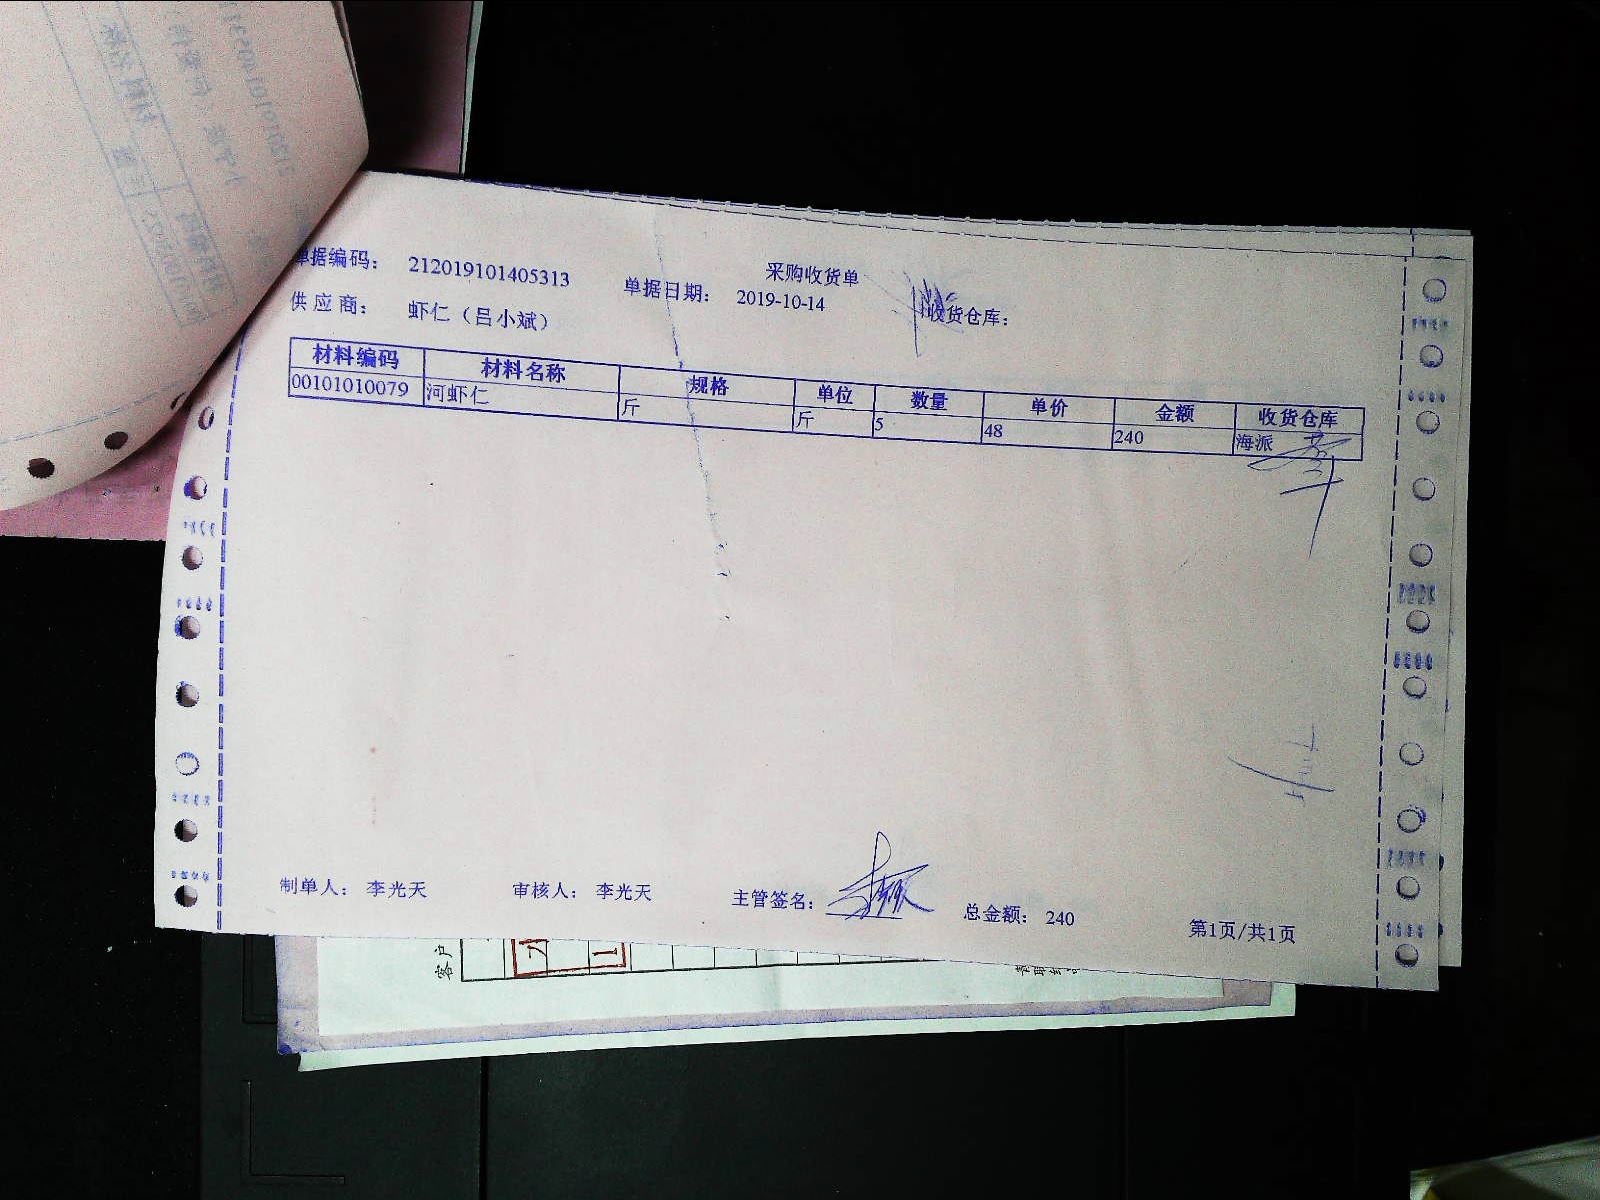 采购收货单
单据编码： 212019101405313 单据日期： 2019-10-14 收货仓库：
供应商： 虾仁（吕小斌）
材料编码 材料名称 规格 单位 数量 单价 金额 收货仓库
00101010079 河虾仁 斤 斤 5 48 240 海派
制单人： 李光天 审核人： 李光天 主管签名： 总金额： 240 第1页/共1页
客户